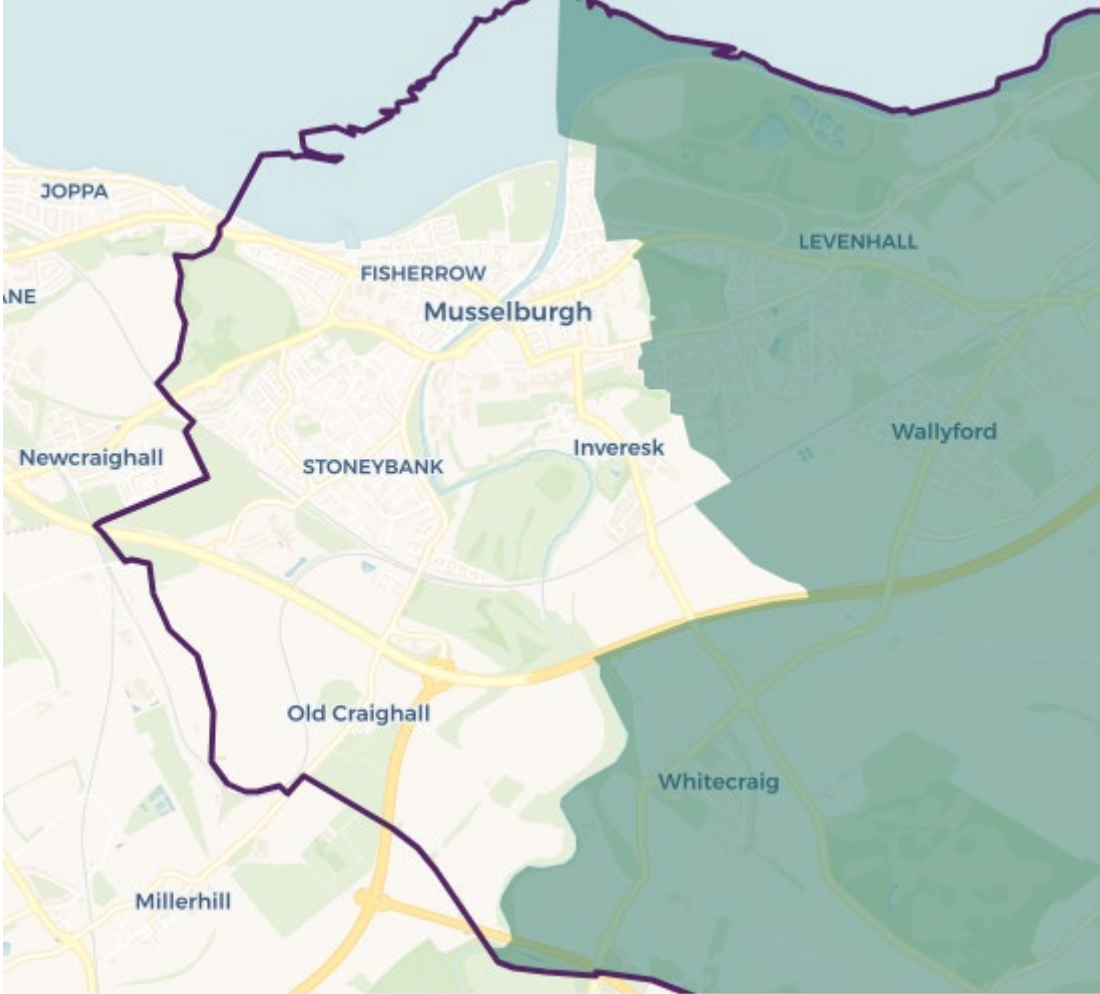 JOPPA
LEVENHALL
FISHERROW
ANE
Musselburgh
Wallyford
Inveresk
Newcraighall
STONEYBANK
Old Craighall
Whitecraig
Millerhill